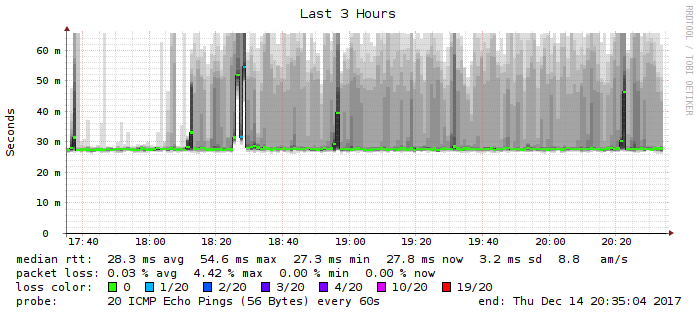 Last 3 Hours
RRDTOOL / TOBI OETIKER
Seconds
60 m
50 m
40 m
30 m
20 m
10 m
0
17:40 18:00 18:20 18:40 19:00 19:20 19:40 20:00 20:20
median rtt: 28.3 ms avg 54.6 ms max 27.3 ms min 27.8 ms now 3.2 ms sd 8.8 am/s
packet loss: 0.03 % avg 4.42 % max 0.00 % min 0.00 % now
loss color: 0 1/20 2/20 3/20 4/20 10/20 19/20
probe: 20 ICMP Echo Pings (56 Bytes) every 60s end: Thu Dec 14 20:35:04 2017